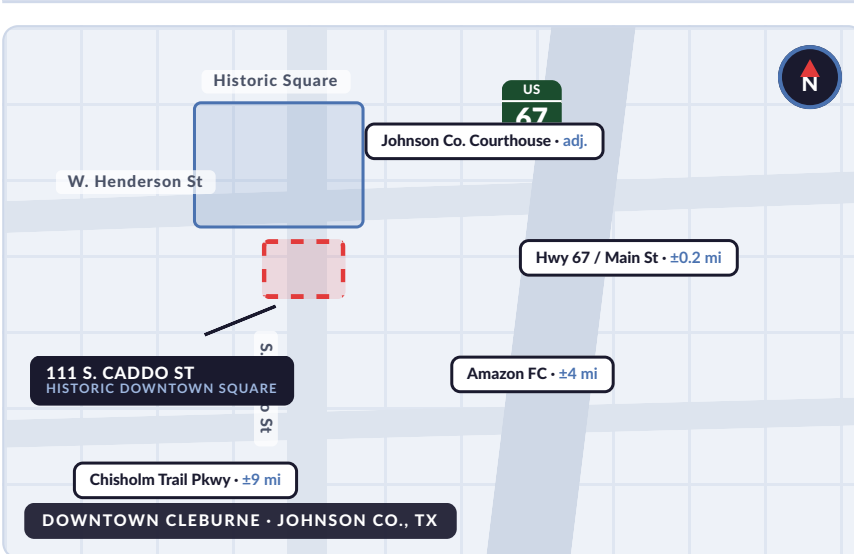 Historic Square
N
US
67
Johnson Co. Courthouse · adj.
W. Henderson St
Hwy 67 / Main St · ±0.2 mi
S.
St
111 S. CADDO ST
HISTORIC DOWNTOWN SQUARE
Amazon FC · ±4 mi
Chisholm Trail Pkwy · ±9 mi
DOWNTOWN CLEBURNE · JOHNSON CO., TX